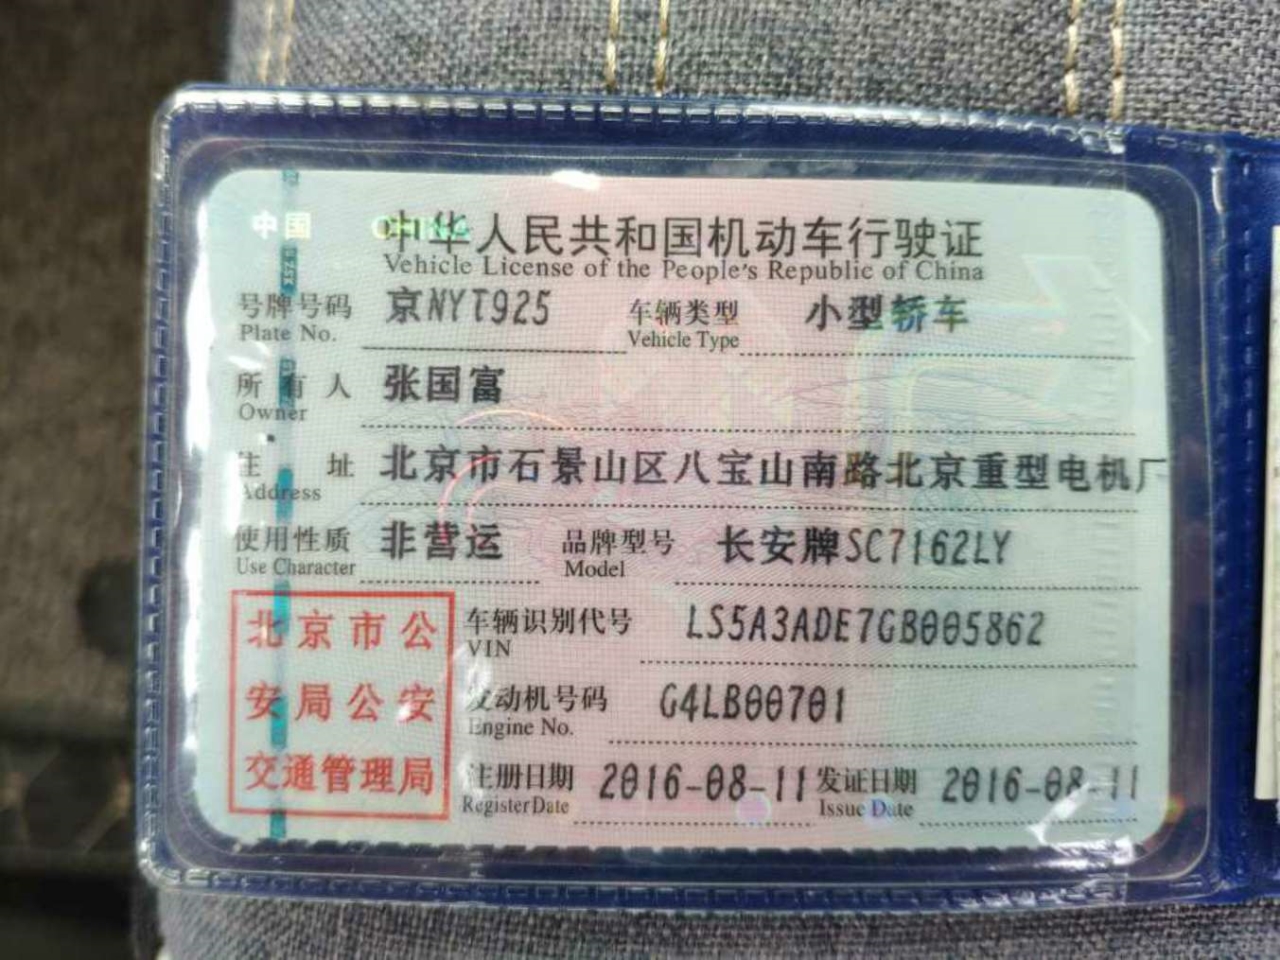 中国 CHINA
中华人民共和国机动车行驶证
Vehicle License of the People's Republic of China
号牌号码 京NYT925 车辆类型 小型轿车
Plate No. Vehicle Type
所有人 张国富
Owner
住址 北京市石景山区八宝山南路北京重型电机厂
Address
使用性质 非营运 品牌型号 长安牌SC7162LY
Use Character Model
北京市公
安局公安
交通管理局
车辆识别代号 LS5A3ADE7GB005862
VIN
发动机号码 G4LB00701
Engine No.
注册日期 2016-08-11 发证日期 2016-08-11
Register Date Issue Date